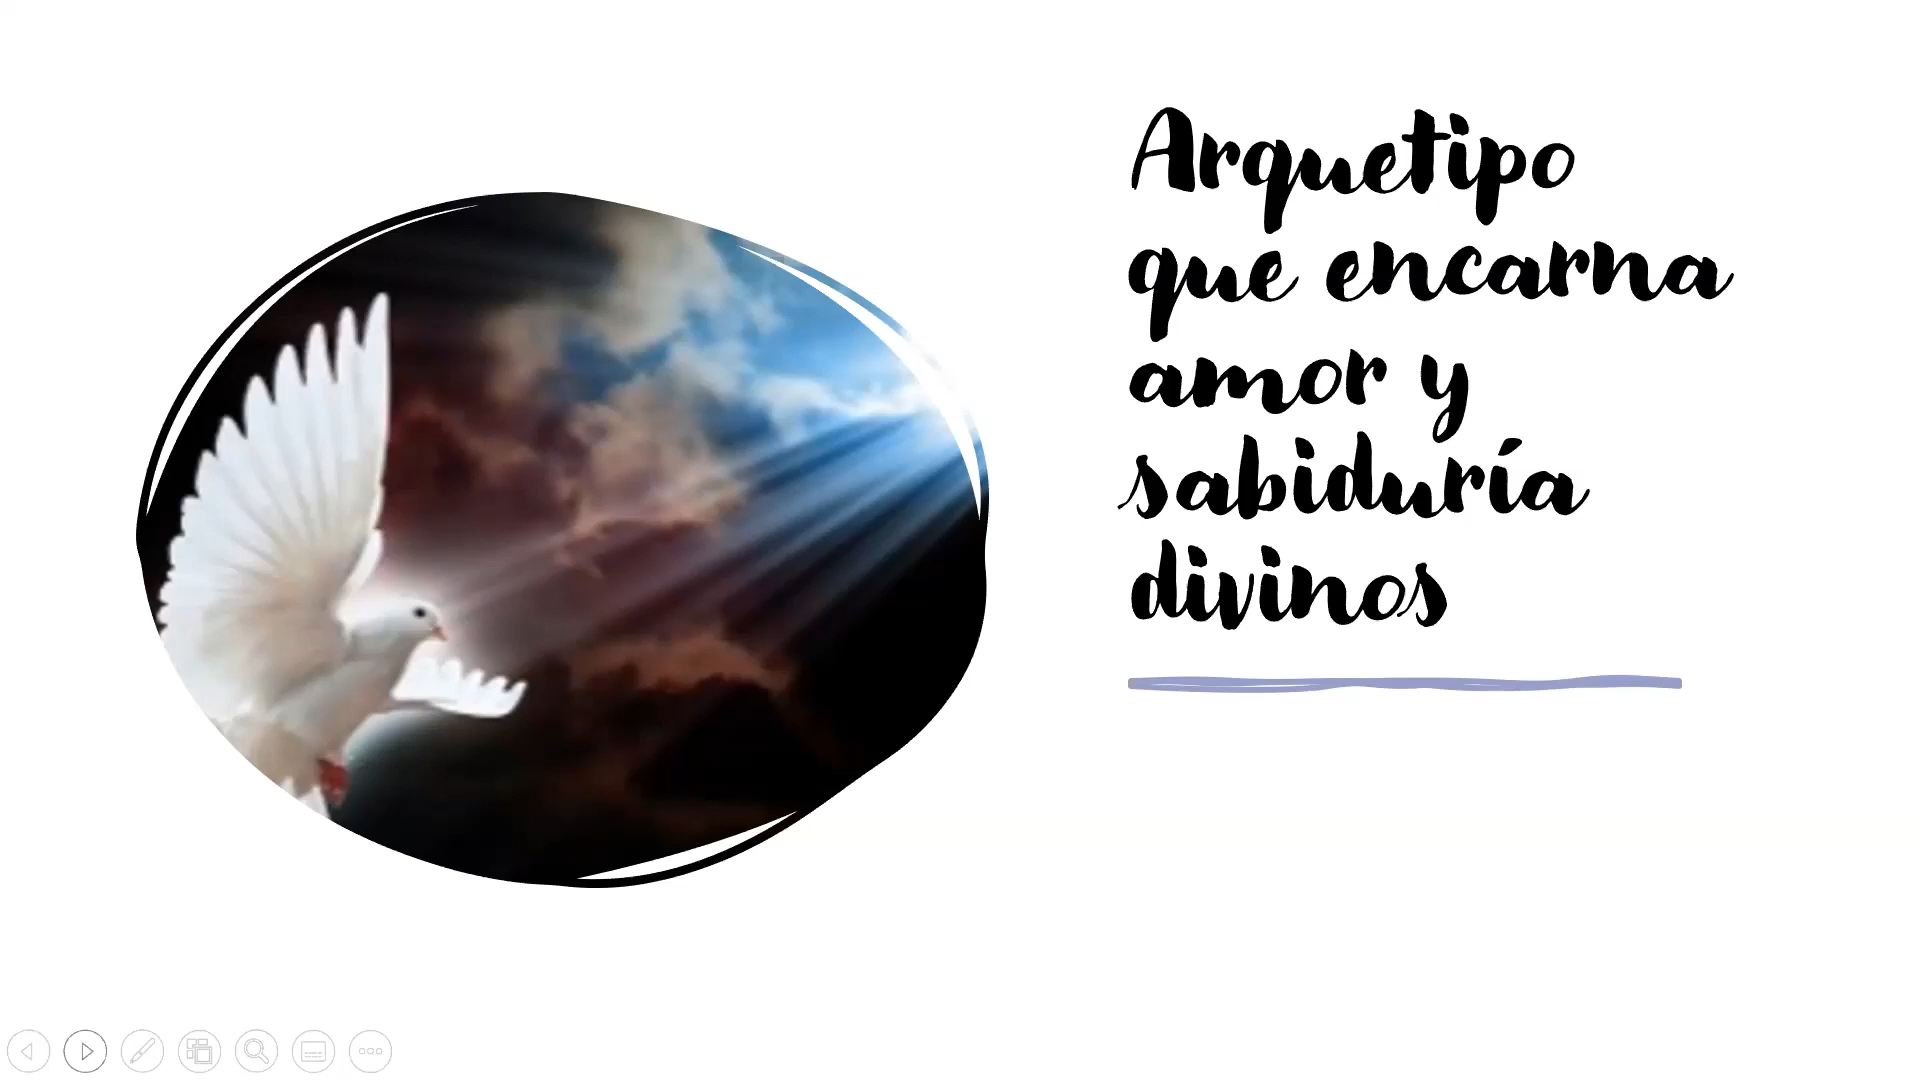 Arquetipo
que encarna
amor y
sabiduría
divinos